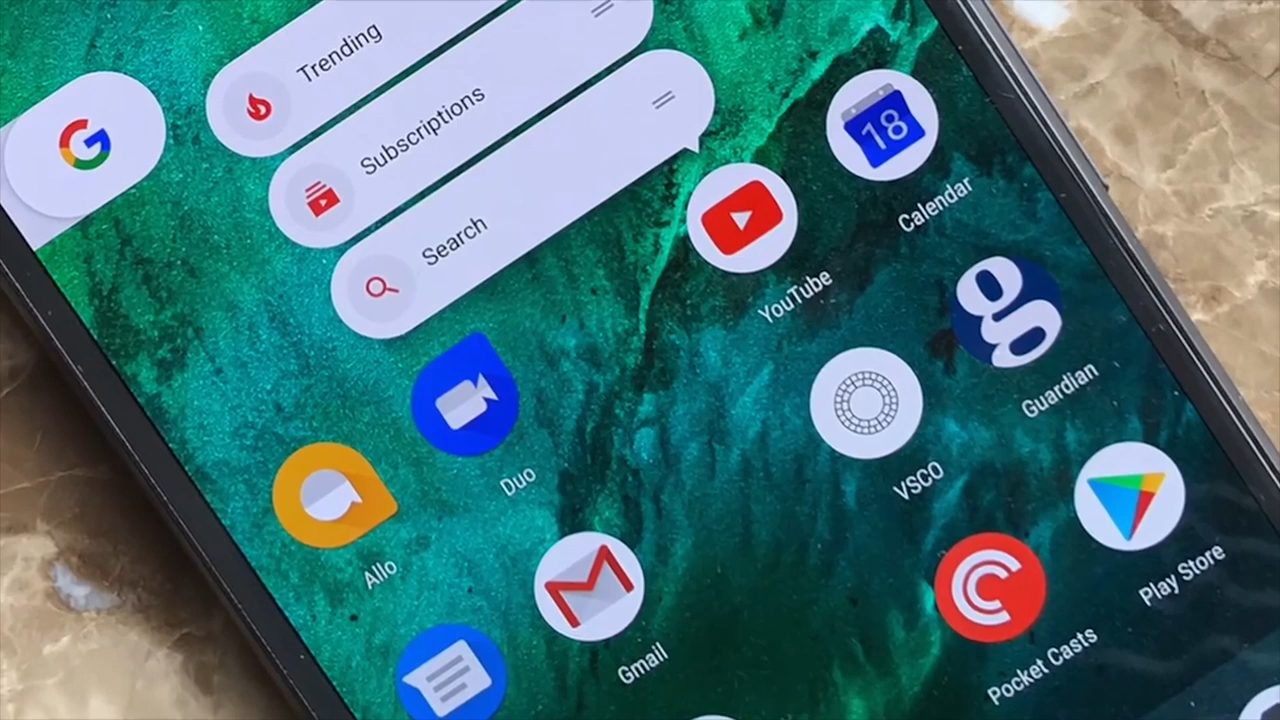 Trending
Subscriptions
Search
G
18
Calendar
YouTube
g
Guardian
VSCO
Duo
Allo
Play Store
Gmail
Pocket Casts